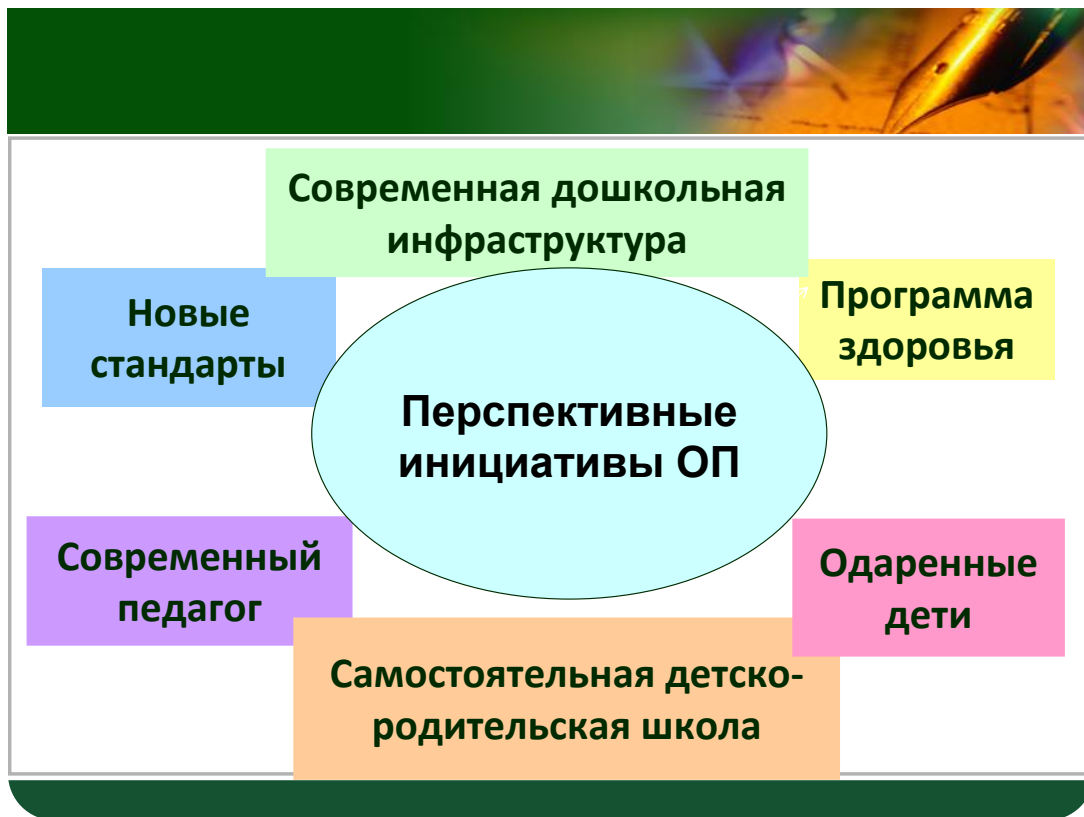 Современная дошкольная
инфраструктура
Новые
стандарты
Программа
здоровья
Перспективные
инициативы ОП
Современный
педагог
Одаренные
дети
Самостоятельная детско-
родительская школа